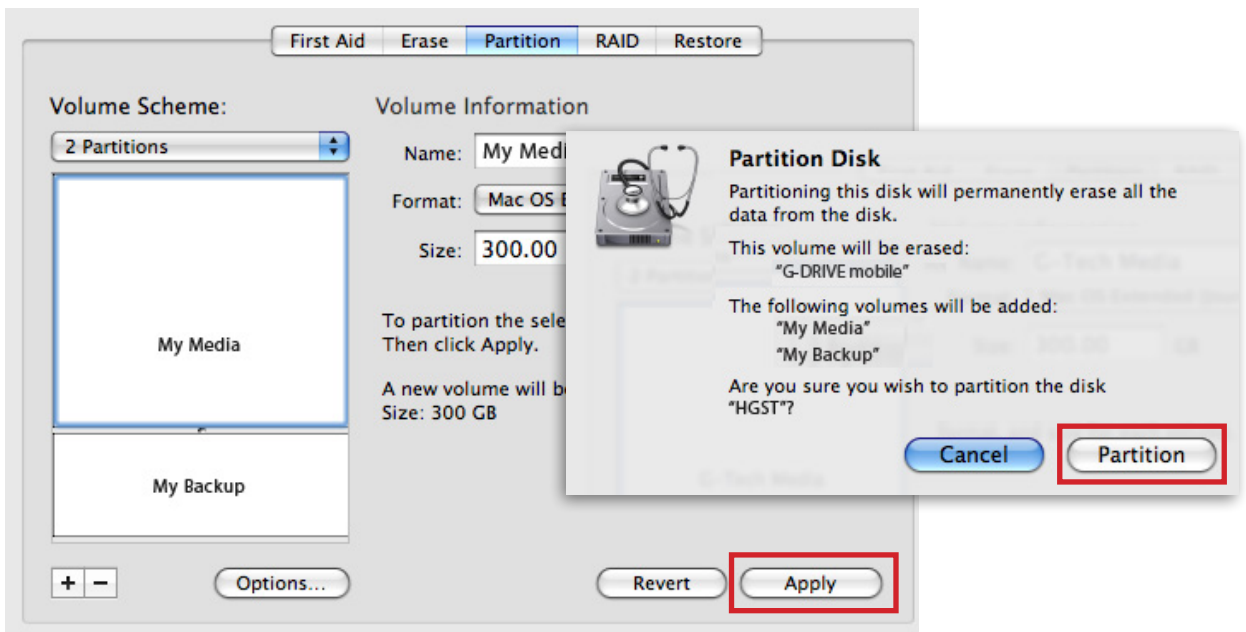 First Aid Erase Partition RAID Restore
Volume Scheme:
2 Partitions
My Media
My Backup
+ −
Options...
Volume Information
Name: My Medi
Format: Mac OS E
Size: 300.00
To partition the sele
Then click Apply.
A new volume will b
Size: 300 GB
Revert
Apply
Partition Disk
Partitioning this disk will permanently erase all the
data from the disk.
This volume will be erased:
“G-DRIVE mobile”
The following volumes will be added:
“My Media”
“My Backup”
Are you sure you wish to partition the disk
“HGST”?
Cancel
Partition